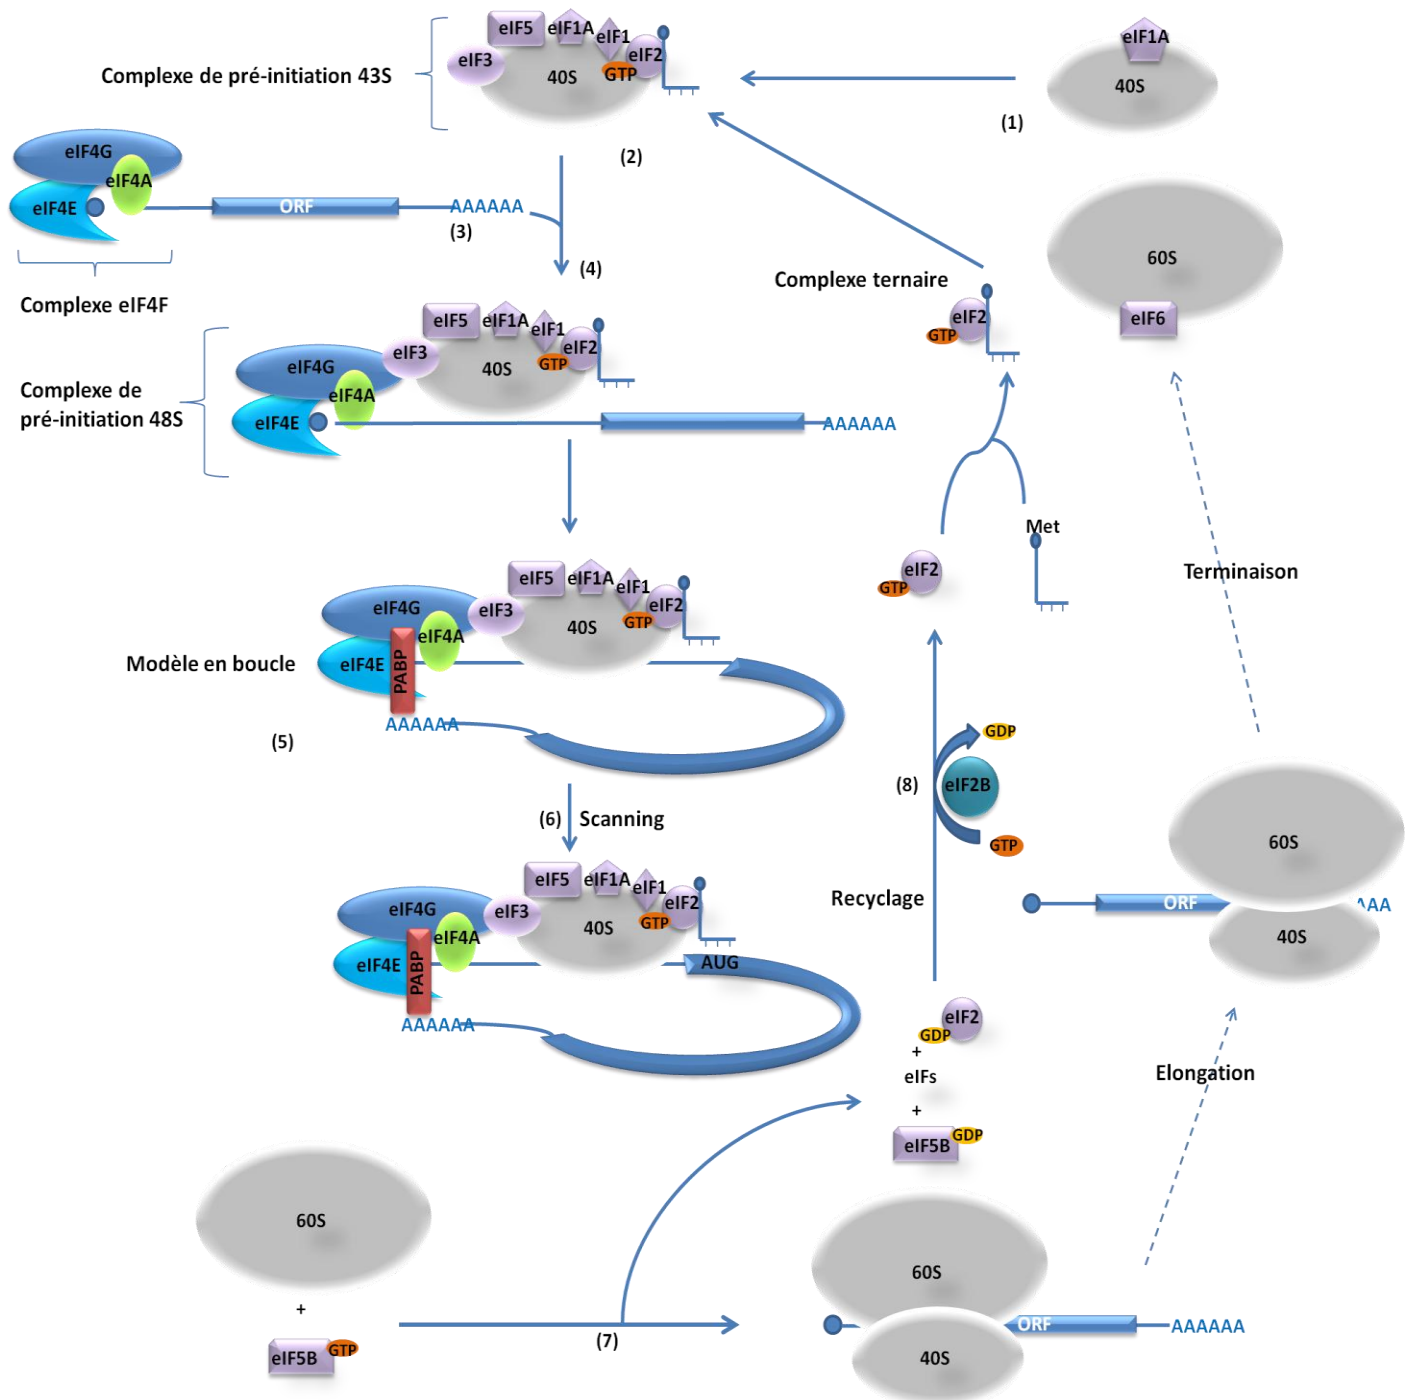 eIF5
eIF1A
eIF1
eIF2
eIF3
GTP
40S
Complexe de pré-initiation 43S
eIF1A
40S
(1)
(2)
eIF4G
eIF4A
eIF4E
ORF
AAAAAA
(3)
(4)
Complexe eIF4F
60S
eIF6
Complexe ternaire
eIF2
GTP
eIF5
eIF1A
eIF1
eIF2
eIF3
GTP
40S
eIF4G
eIF4A
eIF4E
AAAAAA
Complexe de
pré-initiation 48S
Met
eIF2
GTP
Terminaison
eIF5
eIF1A
eIF1
eIF2
eIF3
GTP
40S
eIF4G
eIF4A
eIF4E
PABP
AAAAAA
Modèle en boucle
(5)
(6)
Scanning
GDP
(8)
eIF2B
GTP
Recyclage
60S
ORF
AA
40S
eIF5
eIF1A
eIF1
eIF2
eIF3
GTP
40S
eIF4G
eIF4A
eIF4E
PABP
AUG
AAAAAA
eIF2
GDP
+
eIFs
+
eIF5B
GDP
Elongation
60S
+
eIF5B
GTP
(7)
60S
ORF
AAAAAA
40S